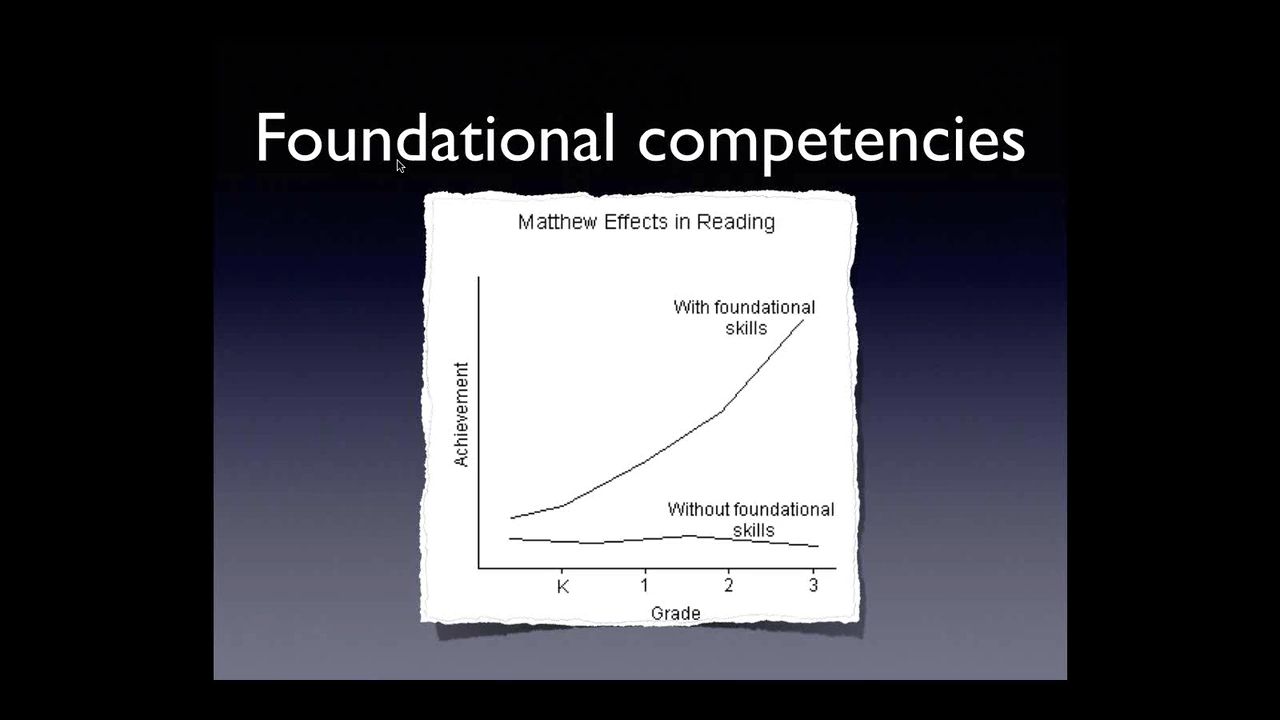 Foundational competencies
Matthew Effects in Reading
With foundational
skills
Achievement
Without foundational
skills
K 1 2 3
Grade